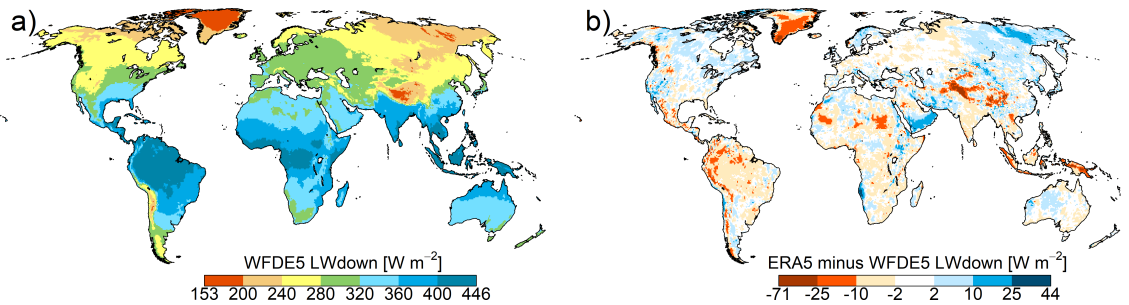 a)
WFDE5 LWdown [W m⁻²]
153 200 240 280 320 360 400 446
b)
ERA5 minus WFDE5 LWdown [W m⁻²]
-71 -25 -10 -2 2 10 25 44